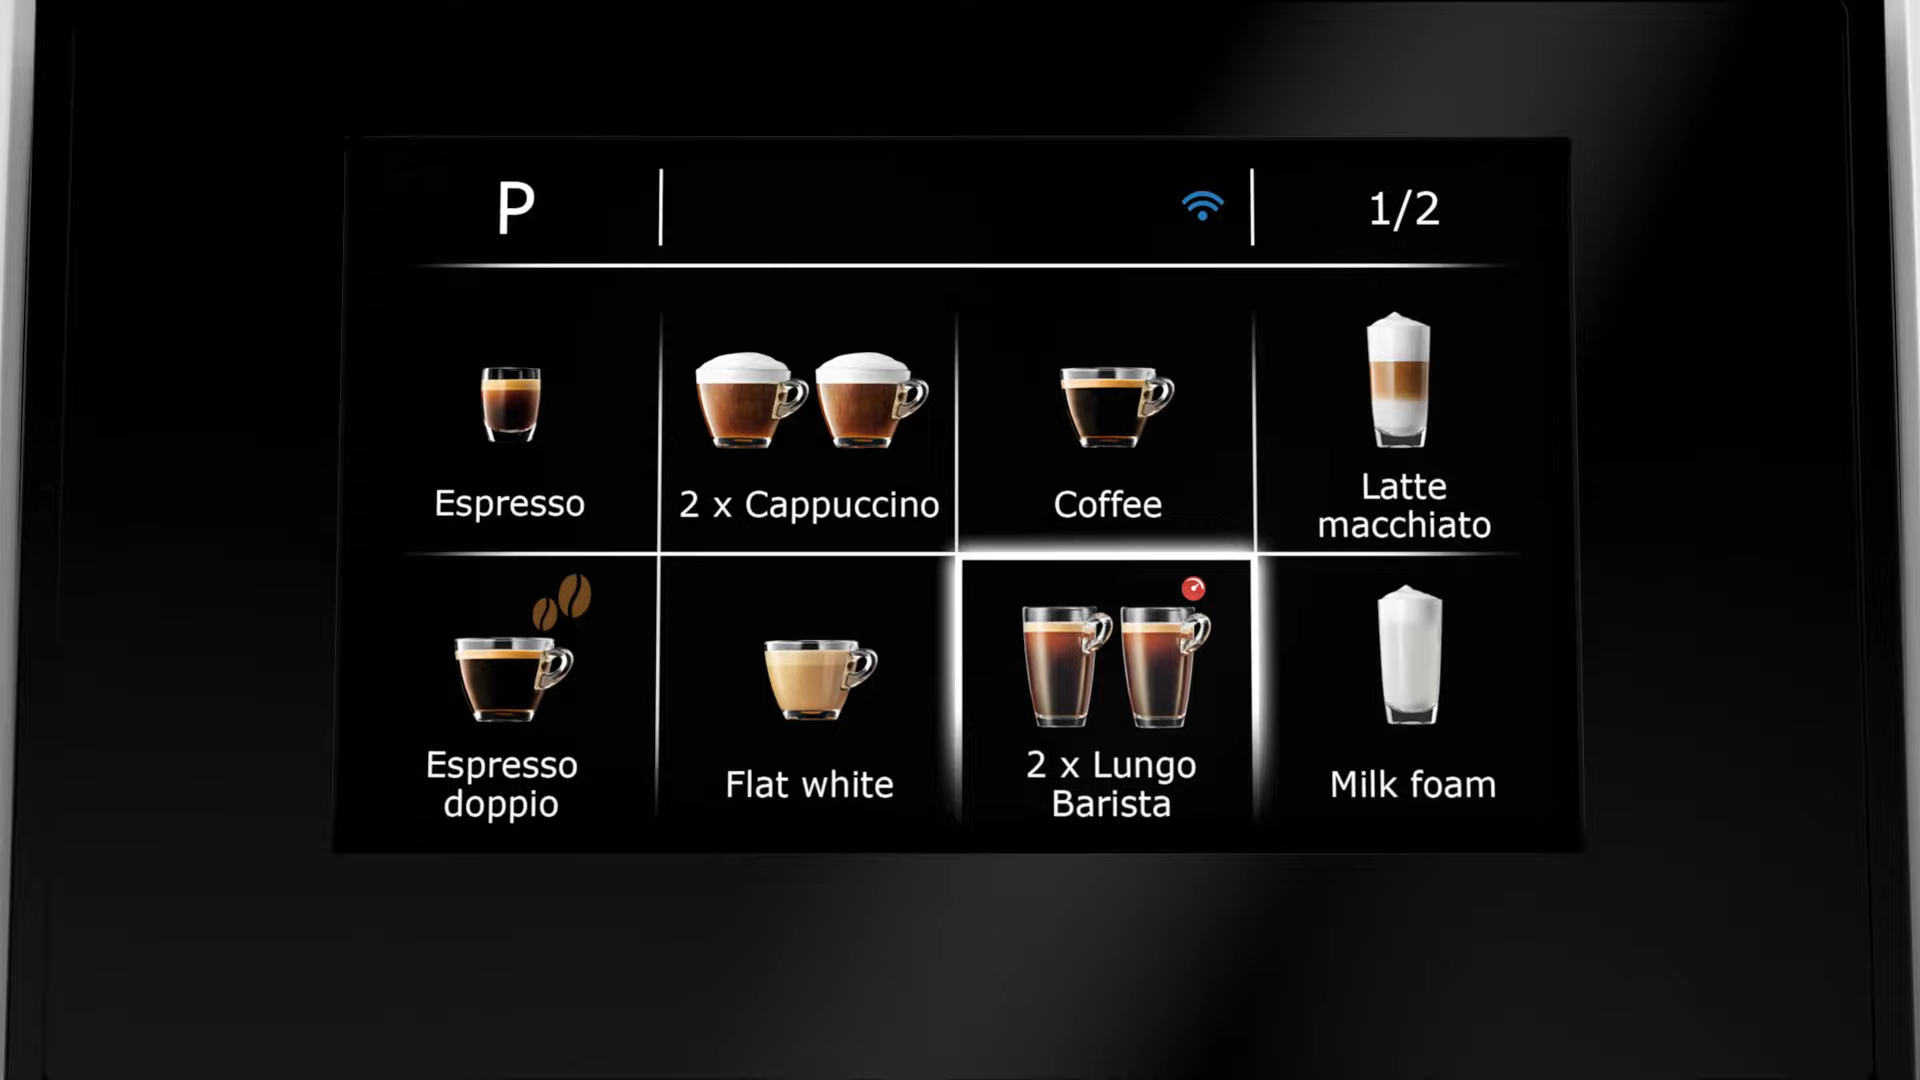 P
1/2
Espresso
2 x Cappuccino
Coffee
Latte
macchiato
Espresso
doppio
Flat white
2 x Lungo
Barista
Milk foam